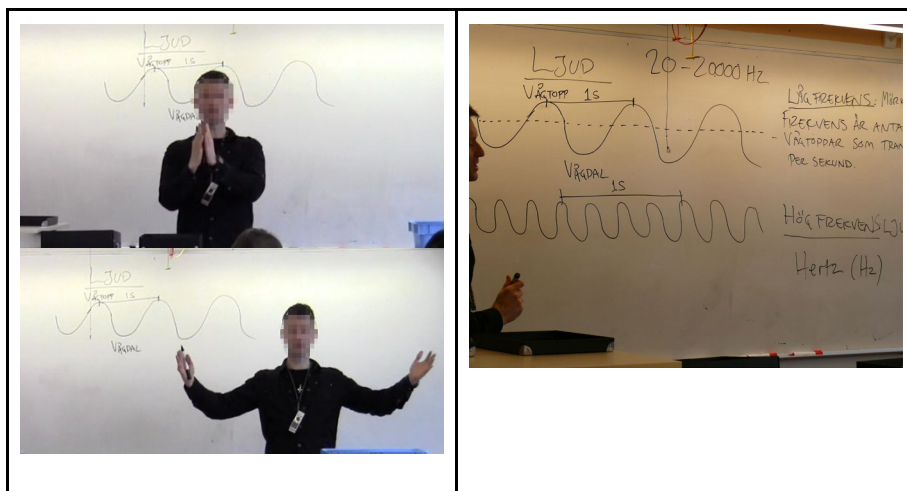 LJUD
VÅGTOPP 1S
VÅGDAL
LJUD
VÅGTOPP 1S
VÅGDAL
LJUD 20-20000 Hz
VÅGTOPP 1S
VÅGDAL
1S
LÅG FREKVENS:
FREKVENS ÄR
VÅGTOPPAR SOM
PER SEKUND.
HÖG FREKVENS
Hertz (Hz)